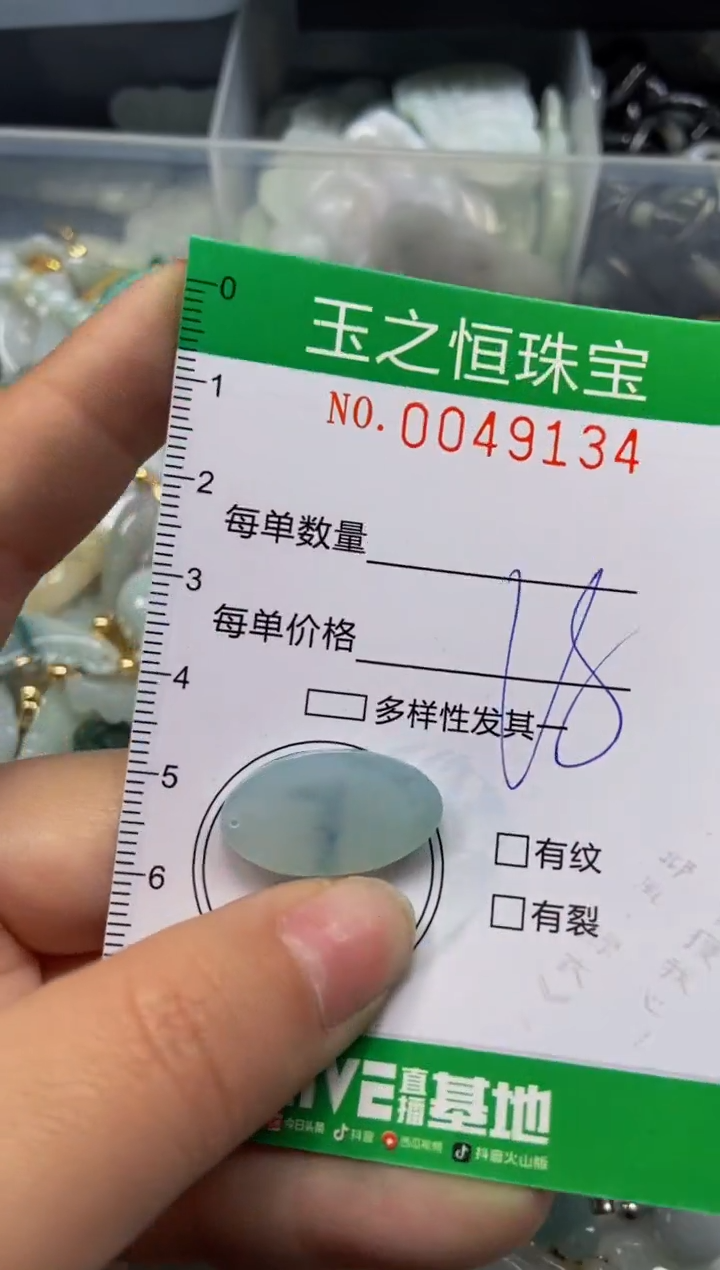 0
玉之恒珠宝
1
NO. 0049134
2
每单数量
3
每单价格
18
4
多样性发其一
5
6
有纹
有裂
直播基地
今日头条 抖音 西瓜视频 抖音火山版